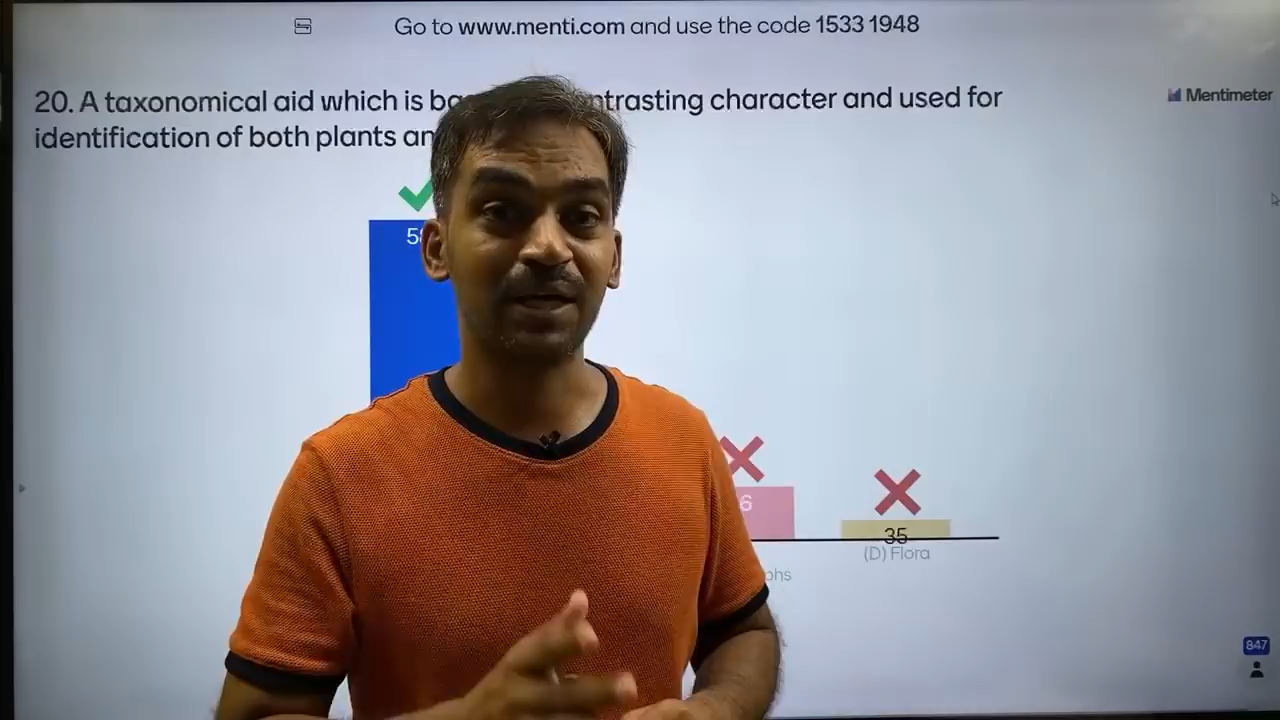 Go to www.menti.com and use the code 1533 1948
20. A taxonomical aid which is ba ntrasting character and used for
identification of both plants an
Mentimeter
5
6
35
(D) Flora
phs
847